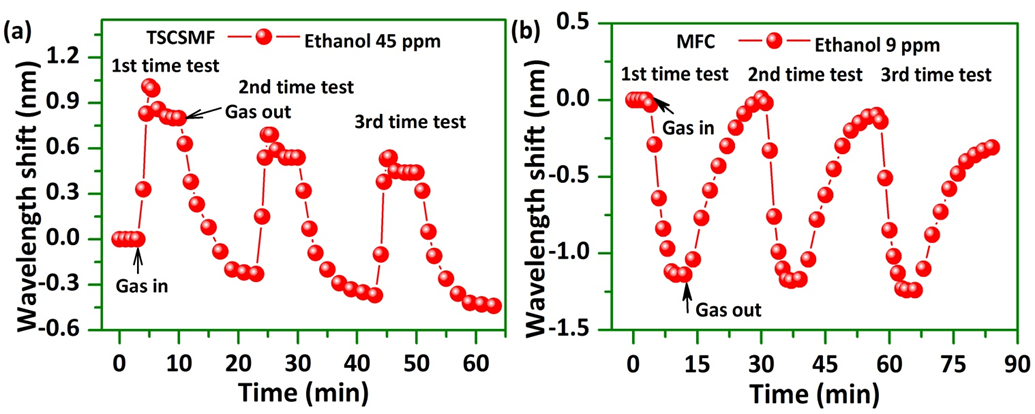 (a)
TSCSMF Ethanol 45 ppm
1st time test
2nd time test
Gas out
3rd time test
Gas in
Wavelength shift (nm)
1.2
0.9
0.6
0.3
0.0
-0.3
-0.6
0 10 20 30 40 50 60
Time (min)
(b)
MFC Ethanol 9 ppm
1st time test 2nd time test 3rd time test
Gas in
Gas out
Wavelength shift (nm)
0.5
0.0
-0.5
-1.0
-1.5
0 15 30 45 60 75 90
Time (min)